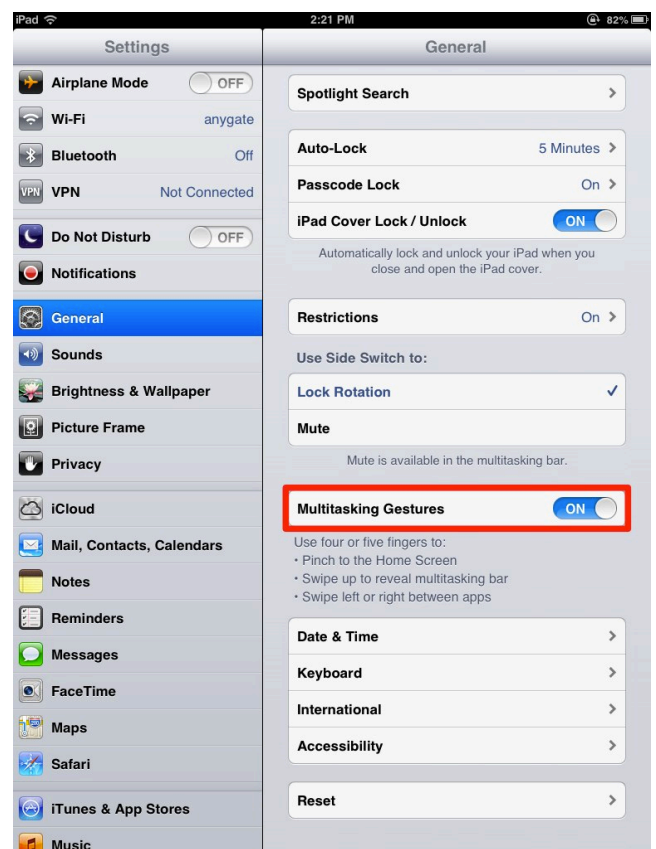 iPad 2:21 PM 82%
Settings
Airplane Mode OFF
Wi-Fi anygate
Bluetooth Off
VPN VPN Not Connected
Do Not Disturb OFF
Notifications
General
Sounds
Brightness & Wallpaper
Picture Frame
Privacy
iCloud
Mail, Contacts, Calendars
Notes
Reminders
Messages
FaceTime
Maps
Safari
iTunes & App Stores
Music
General
Spotlight Search
Auto-Lock 5 Minutes
Passcode Lock On
iPad Cover Lock / Unlock ON
Automatically lock and unlock your iPad when you
close and open the iPad cover.
Restrictions On
Use Side Switch to:
Lock Rotation
Mute
Mute is available in the multitasking bar.
Multitasking Gestures ON
Use four or five fingers to:
• Pinch to the Home Screen
• Swipe up to reveal multitasking bar
• Swipe left or right between apps
Date & Time
Keyboard
International
Accessibility
Reset